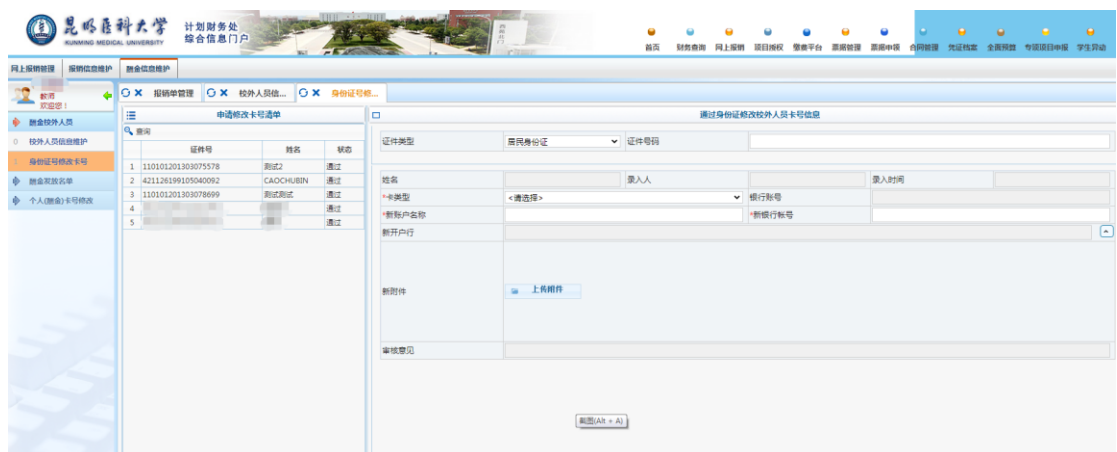 昆明医科大学
KUNMING MEDICAL UNIVERSITY
计划财务处
综合信息门户
首页 财务查询 网上报销 项目授权 缴费平台 票据管理 票据申领 合同管理 凭证档案 全面预算 专项项目申报 学生异动
网上报销管理 报销信息维护 酬金信息维护
教师
欢迎您！
报销单管理 校外人员信... 身份证号修...
酬金校外人员
0 校外人员信息维护
1 身份证号修改卡号
酬金发放名单
个人(酬金)卡号修改
申请修改卡号清单
查询
证件号 姓名 状态
1 110101201303075578 测试2 通过
2 421126199105040092 CAOCHUBIN 通过
3 110101201303078699 测试测试 通过
4 通过
5 通过
通过身份证修改校外人员卡号信息
证件类型 居民身份证 证件号码
姓名 录入人 录入时间
*卡类型 <请选择> 银行账号
*新账户名称 *新银行帐号
新开户行
新附件 上传附件
审核意见
截图(Alt + A)